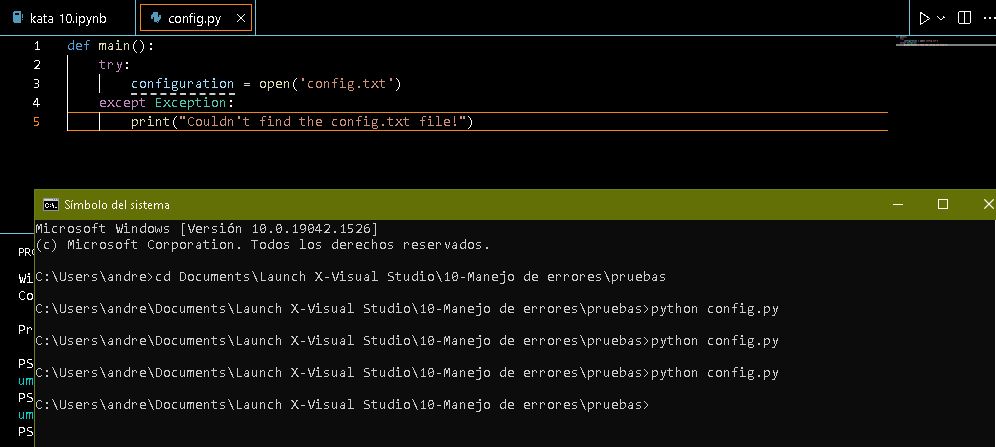 kata 10.ipynb
config.py
1 def main():
2 try:
3 configuration = open('config.txt')
4 except Exception:
5 print("Couldn't find the config.txt file!")
Símbolo del sistema
Microsoft Windows [Versión 10.0.19042.1526]
(c) Microsoft Corporation. Todos los derechos reservados.
C:\Users\andre>cd Documents\Launch X-Visual Studio\10-Manejo de errores\pruebas
C:\Users\andre\Documents\Launch X-Visual Studio\10-Manejo de errores\pruebas>python config.py
C:\Users\andre\Documents\Launch X-Visual Studio\10-Manejo de errores\pruebas>python config.py
C:\Users\andre\Documents\Launch X-Visual Studio\10-Manejo de errores\pruebas>python config.py
C:\Users\andre\Documents\Launch X-Visual Studio\10-Manejo de errores\pruebas>
PRO
Wi
Co
Pr
PS
um
PS
um
PS